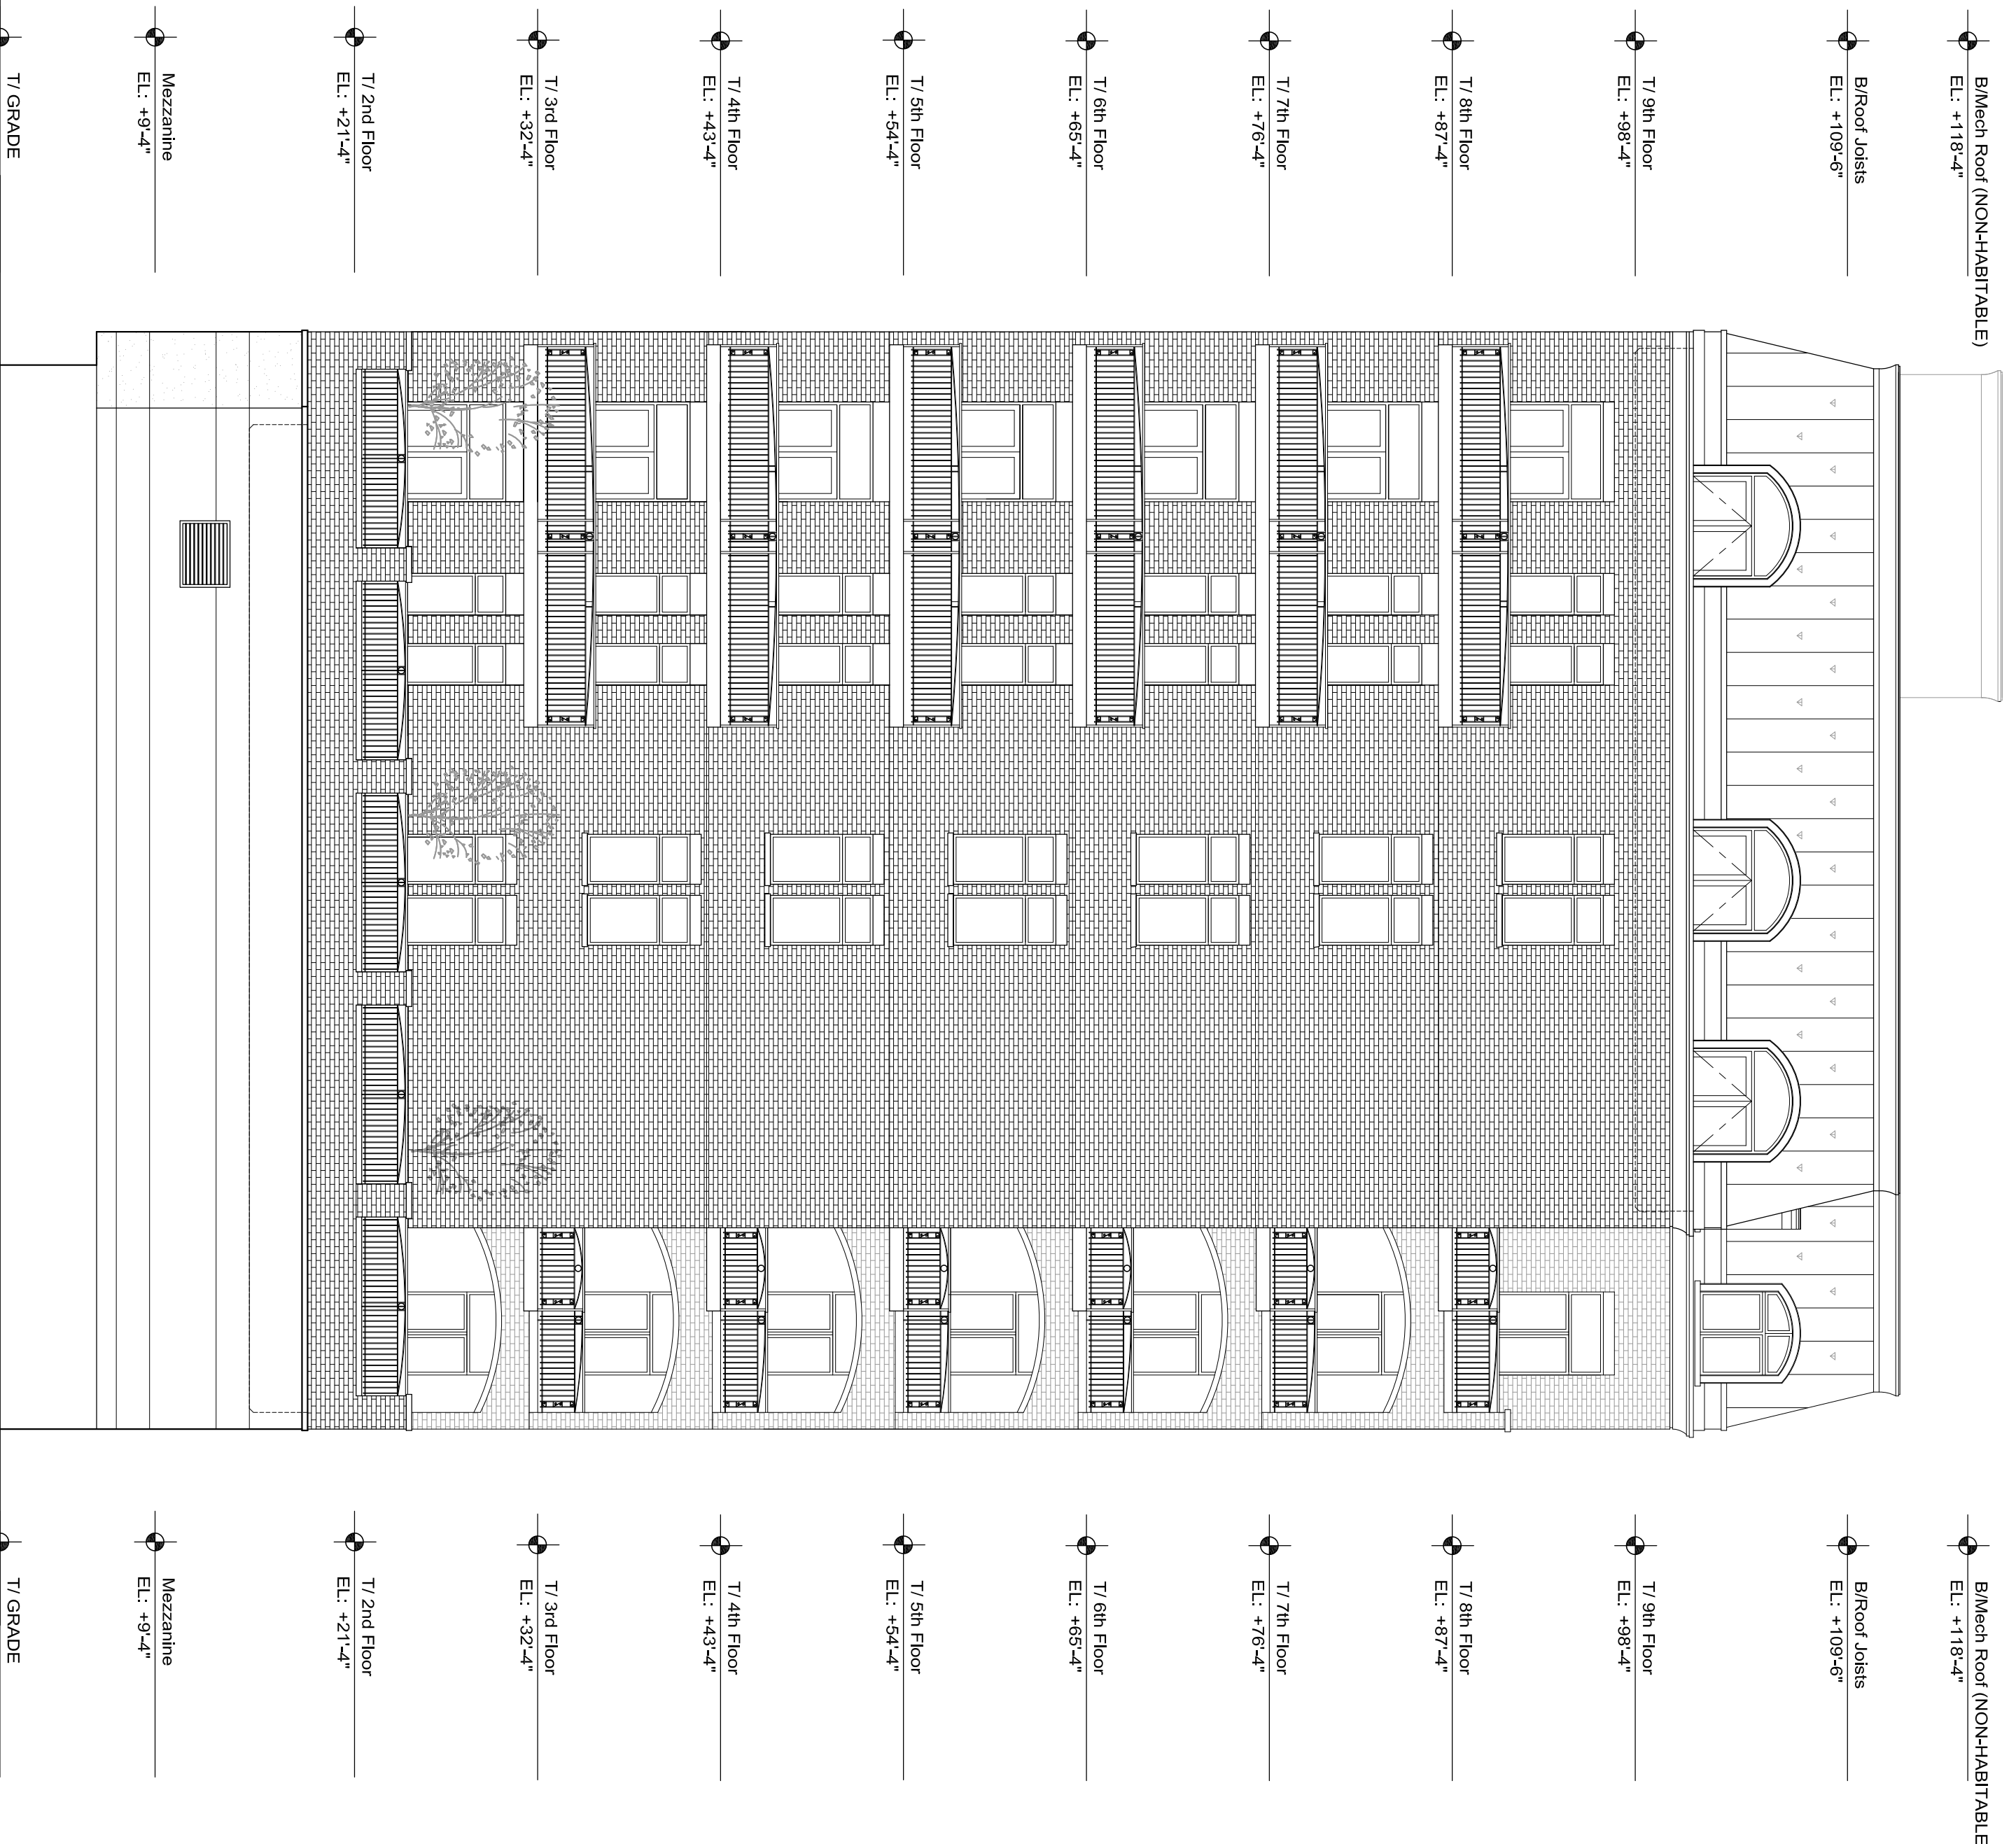 B/Mech Roof (NON-HABITABLE)
EL: +118'-4"
B/Roof Joists
EL: +109'-6"
T/ 9th Floor
EL: +98'-4"
T/ 8th Floor
EL: +87'-4"
T/ 7th Floor
EL: +76'-4"
T/ 6th Floor
EL: +65'-4"
T/ 5th Floor
EL: +54'-4"
T/ 4th Floor
EL: +43'-4"
T/ 3rd Floor
EL: +32'-4"
T/ 2nd Floor
EL: +21'-4"
Mezzanine
EL: +9'-4"
T/ GRADE
B/Mech Roof (NON-HABITABLE
EL: +118'-4"
B/Roof Joists
EL: +109'-6"
T/ 9th Floor
EL: +98'-4"
T/ 8th Floor
EL: +87'-4"
T/ 7th Floor
EL: +76'-4"
T/ 6th Floor
EL: +65'-4"
T/ 5th Floor
EL: +54'-4"
T/ 4th Floor
EL: +43'-4"
T/ 3rd Floor
EL: +32'-4"
T/ 2nd Floor
EL: +21'-4"
Mezzanine
EL: +9'-4"
T/ GRADE